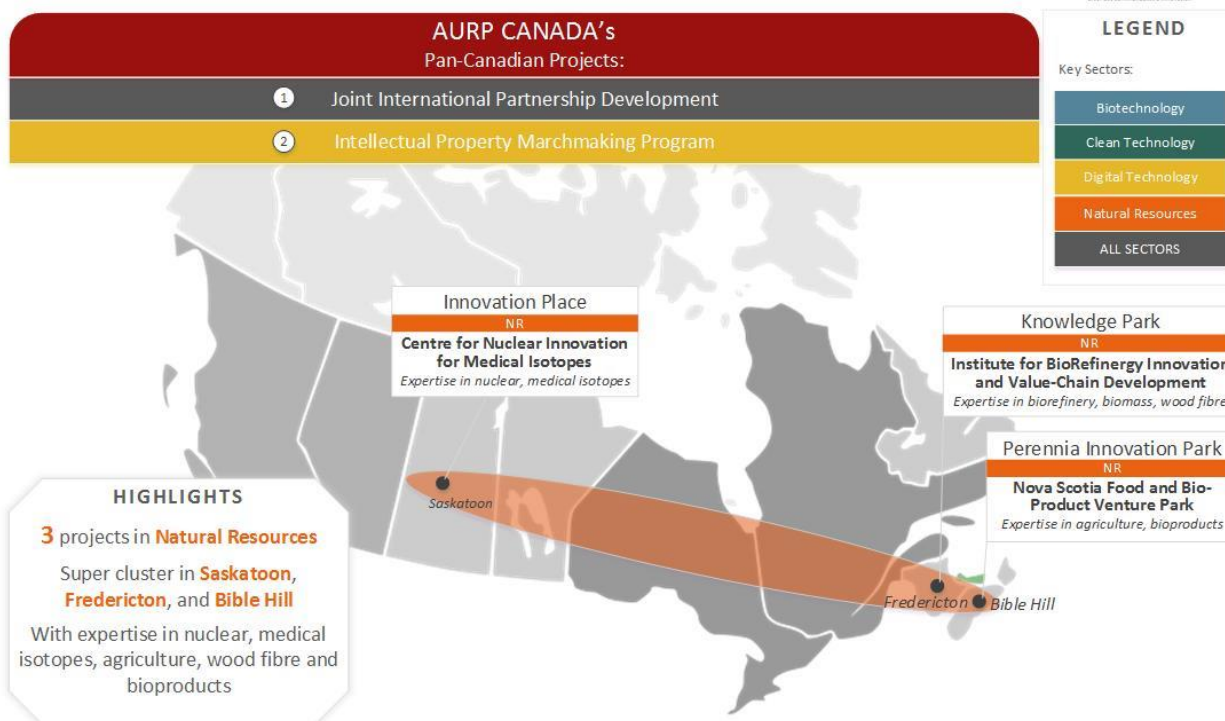 AURP CANADA's
Pan-Canadian Projects:
1 Joint International Partnership Development
2 Intellectual Property Marchmaking Program
LEGEND
Key Sectors:
Biotechnology
Clean Technology
Digital Technology
Natural Resources
ALL SECTORS
Innovation Place
NR
Centre for Nuclear Innovation
for Medical Isotopes
Expertise in nuclear, medical isotopes
Knowledge Park
NR
Institute for BioRefinergy Innovation
and Value-Chain Development
Expertise in biorefinery, biomass, wood fibre
Perennia Innovation Park
NR
Nova Scotia Food and Bio-
Product Venture Park
Expertise in agriculture, bioproducts
Saskatoon
Fredericton
Bible Hill
HIGHLIGHTS
3 projects in Natural Resources
Super cluster in Saskatoon,
Fredericton, and Bible Hill
With expertise in nuclear, medical
isotopes, agriculture, wood fibre and
bioproducts